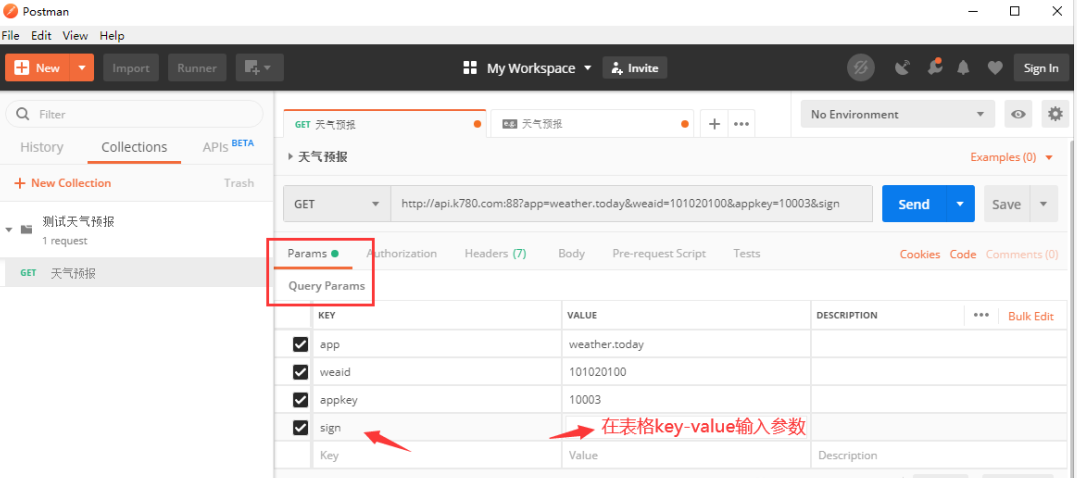 Postman
File Edit View Help
New Import Runner My Workspace Invite Sign In
Filter
History Collections APIs BETA
New Collection Trash
测试天气预报
1 request
GET 天气预报
GET 天气预报 天气预报 No Environment
天气预报 Examples (0)
GET http://api.k780.com:88?app=weather.today&weaid=101020100&appkey=10003&sign Send Save
Params Authorization Headers (7) Body Pre-request Script Tests Cookies Code Comments (0)
Query Params
KEY VALUE DESCRIPTION Bulk Edit
app weather.today
weaid 101020100
appkey 10003
sign 在表格key-value输入参数
Key Value Description